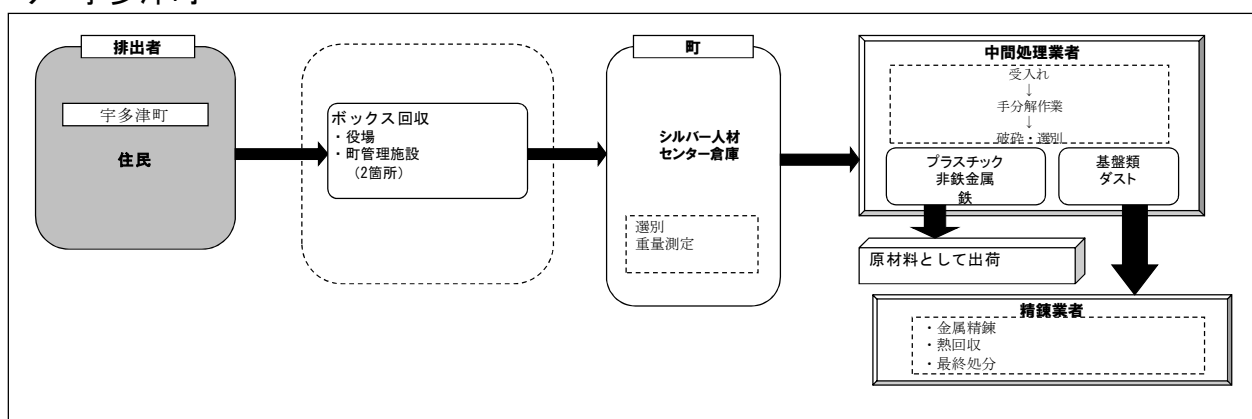 排出者
宇多津町
住民
ボックス回収
・役場
・町管理施設
（2箇所）
町
シルバー人材
センター倉庫
選別
重量測定
中間処理業者
受入れ
↓
手分解作業
↓
破砕・選別
プラスチック
非鉄金属
鉄
基盤類
ダスト
原材料として出荷
精錬業者
・金属精錬
・熱回収
・最終処分